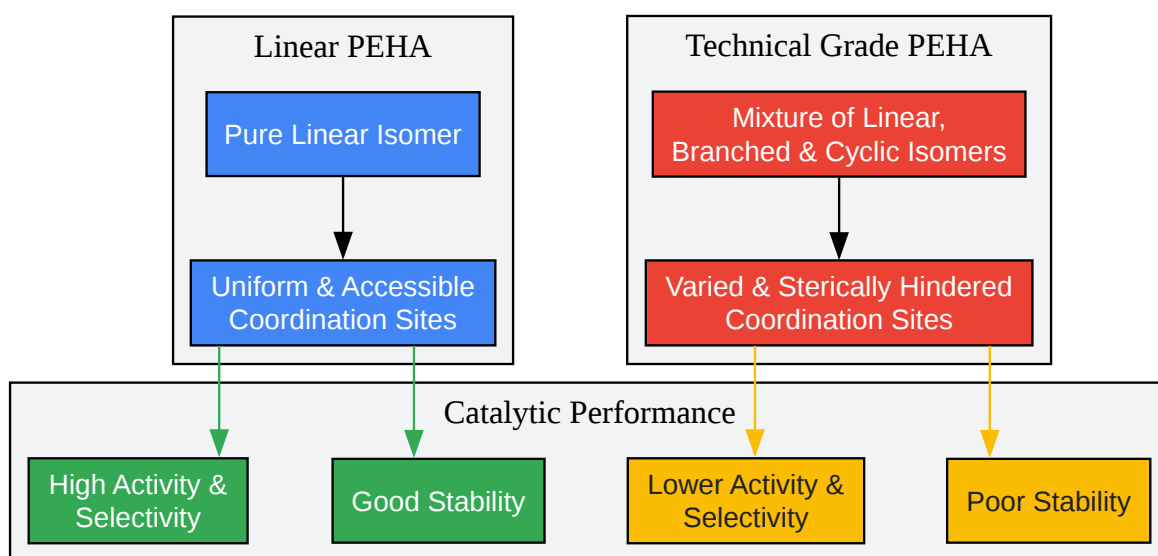 Linear PEHA
Pure Linear Isomer
Uniform & Accessible
Coordination Sites
Technical Grade PEHA
Mixture of Linear,
Branched & Cyclic Isomers
Varied & Sterically Hindered
Coordination Sites
Catalytic Performance
High Activity &
Selectivity
Good Stability
Lower Activity &
Selectivity
Poor Stability